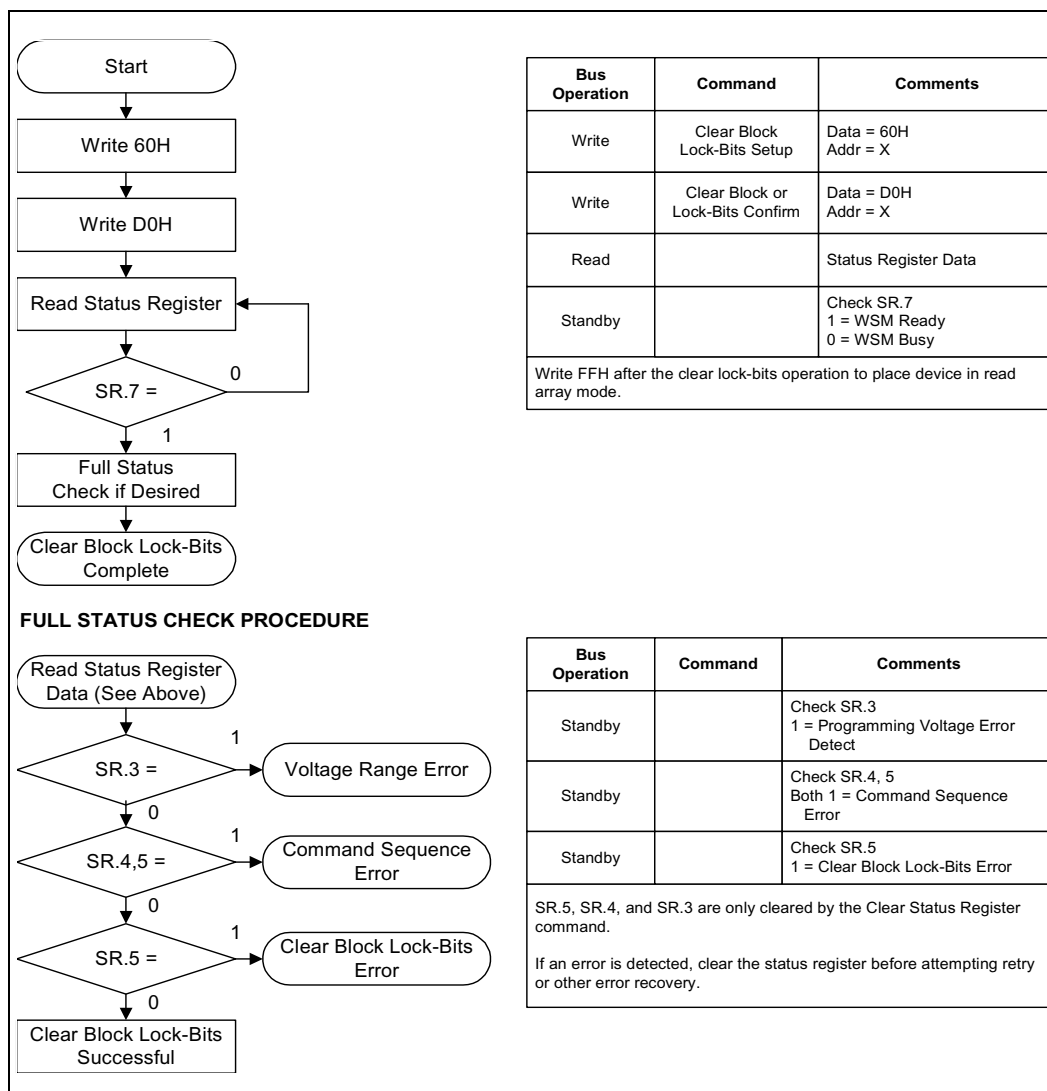 Start
Write 60H
Write D0H
Read Status Register
SR.7 =
0
1
Full Status
Check if Desired
Clear Block Lock-Bits
Complete
Bus
Operation
Command
Comments
Write
Clear Block
Lock-Bits Setup
Data = 60H
Addr = X
Write
Clear Block or
Lock-Bits Confirm
Data = D0H
Addr = X
Read
Status Register Data
Standby
Check SR.7
1 = WSM Ready
0 = WSM Busy
Write FFH after the clear lock-bits operation to place device in read
array mode.
FULL STATUS CHECK PROCEDURE
Read Status Register
Data (See Above)
SR.3 =
1
Voltage Range Error
0
SR.4,5 =
1
Command Sequence
Error
0
SR.5 =
1
Clear Block Lock-Bits
Error
0
Clear Block Lock-Bits
Successful
Bus
Operation
Command
Comments
Standby
Check SR.3
1 = Programming Voltage Error
Detect
Standby
Check SR.4, 5
Both 1 = Command Sequence
Error
Standby
Check SR.5
1 = Clear Block Lock-Bits Error
SR.5, SR.4, and SR.3 are only cleared by the Clear Status Register
command.
If an error is detected, clear the status register before attempting retry
or other error recovery.